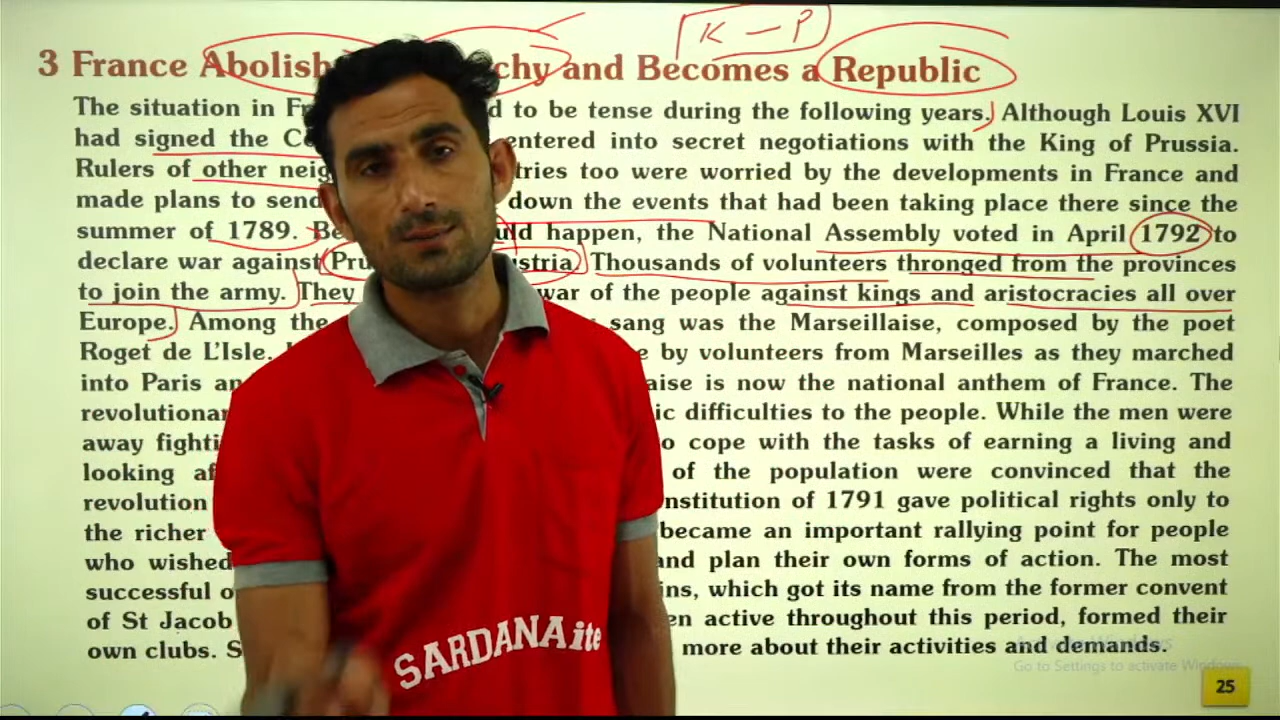 K - P
3 France Abolish chy and Becomes a Republic
The situation in Fr d to be tense during the following years. Although Louis XVI
had signed the Co entered into secret negotiations with the King of Prussia.
Rulers of other neig tries too were worried by the developments in France and
made plans to send down the events that had been taking place there since the
summer of 1789. Be uld happen, the National Assembly voted in April 1792 to
declare war against Pru ustria. Thousands of volunteers thronged from the provinces
to join the army. They war of the people against kings and aristocracies all over
Europe. Among the sang was the Marseillaise, composed by the poet
Roget de L’Isle. e by volunteers from Marseilles as they marched
into Paris an aise is now the national anthem of France. The
revolutionar ic difficulties to the people. While the men were
away fighti o cope with the tasks of earning a living and
looking af of the population were convinced that the
revolution nstitution of 1791 gave political rights only to
the richer became an important rallying point for people
who wished and plan their own forms of action. The most
successful o ins, which got its name from the former convent
of St Jacob en active throughout this period, formed their
own clubs. S more about their activities and demands.
SARDANAite
Activate Windows
Go to Settings to activate Windows.
25